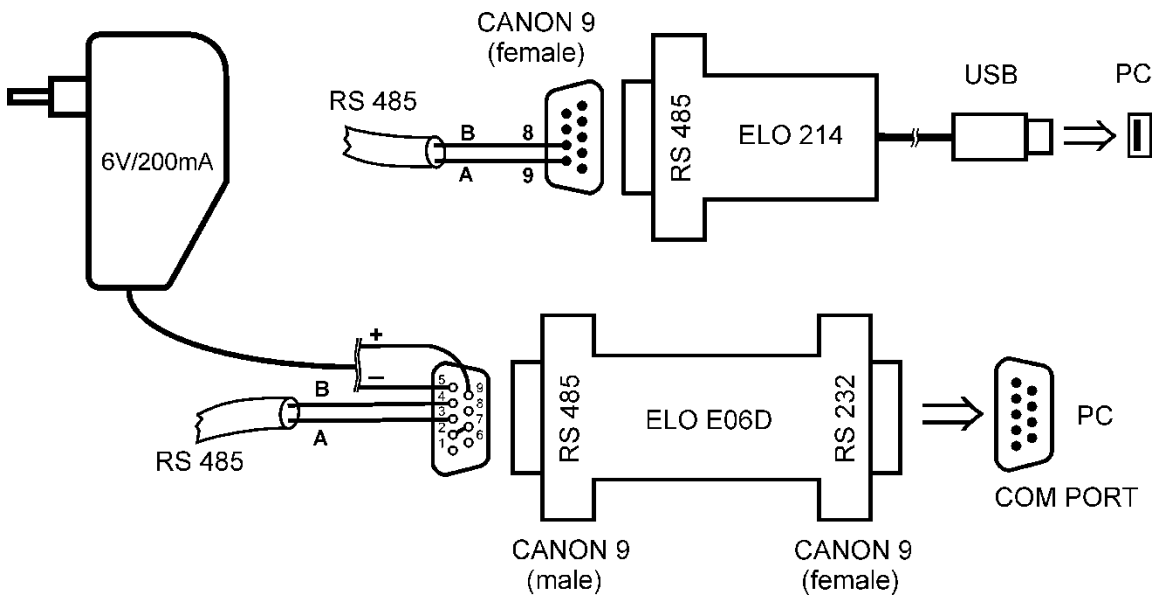 CANON 9
(female)
RS 485
B
8
A
9
RS 485
ELO 214
USB
PC
6V/200mA
+
–
B
A
RS 485
5
4
3
2
1
9
8
7
6
RS 485
ELO E06D
RS 232
PC
COM PORT
CANON 9
(male)
CANON 9
(female)